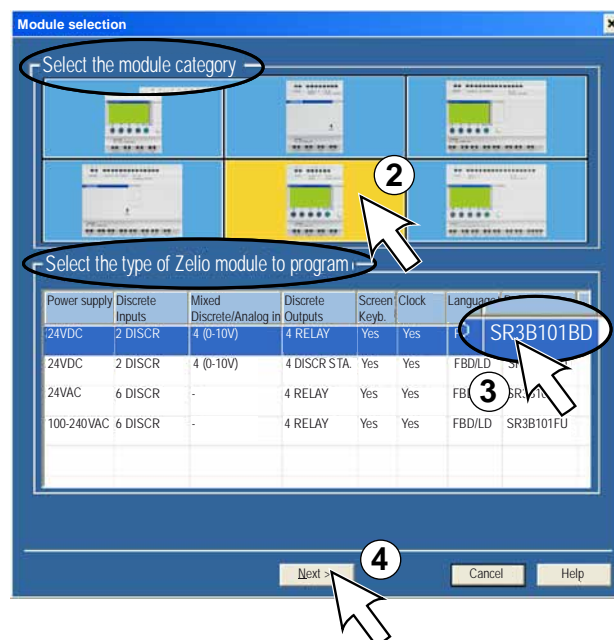 Module selection
Select the module category
2
Select the type of Zelio module to program
Power supply Discrete Inputs Mixed Discrete/Analog in Discrete Outputs Screen Keyb. Clock Language
24VDC 2 DISCR 4 (0-10V) 4 RELAY Yes Yes SR3B101BD
24VDC 2 DISCR 4 (0-10V) 4 DISCR STA. Yes Yes FBD/LD
3
24VAC 6 DISCR - 4 RELAY Yes Yes
100-240VAC 6 DISCR - 4 RELAY Yes Yes FBD/LD SR3B101FU
4
Next >
Cancel
Help